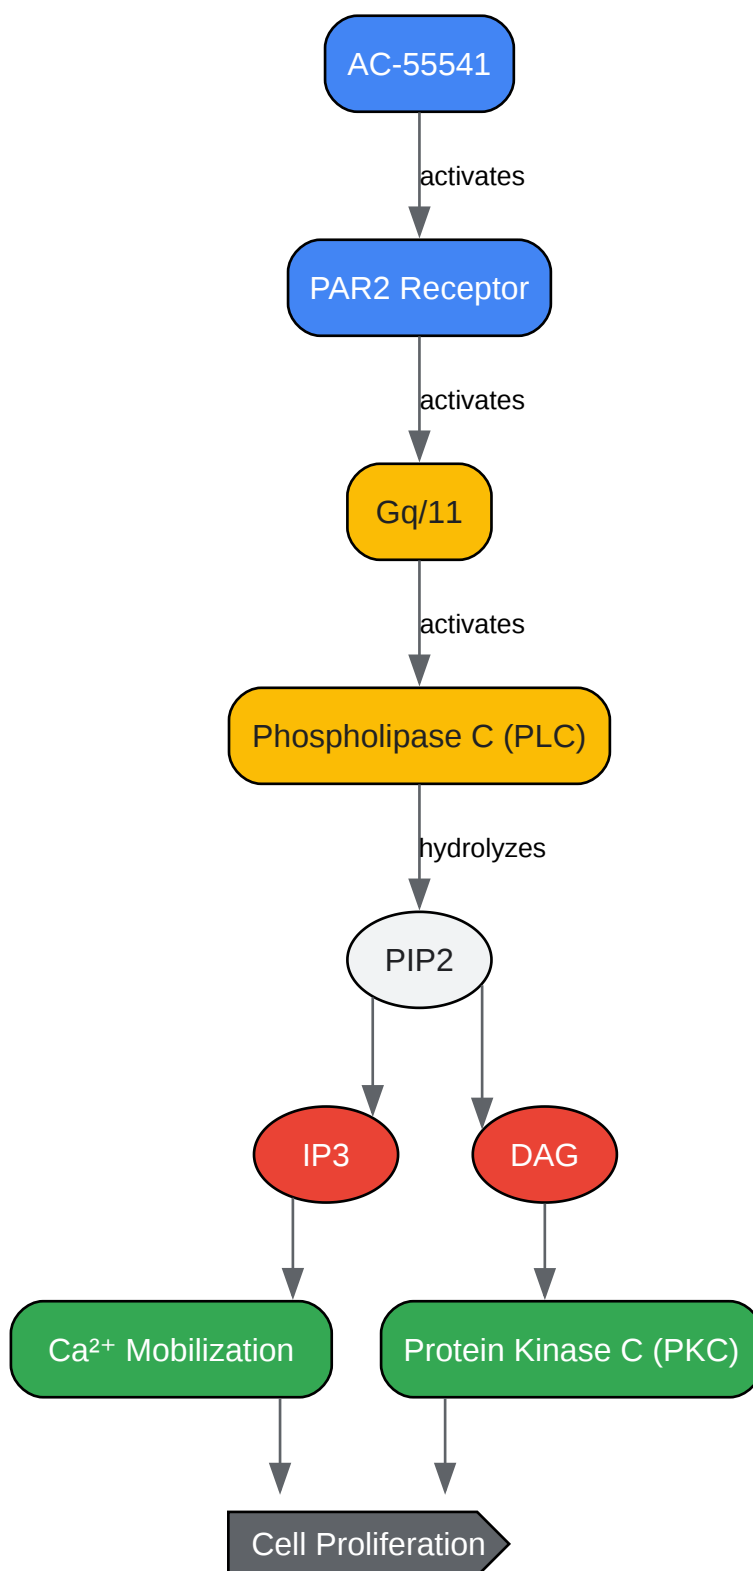 AC-55541
activates
PAR2 Receptor
activates
Gq/11
activates
Phospholipase C (PLC)
hydrolyzes
PIP2
IP3
DAG
Ca²⁺ Mobilization
Protein Kinase C (PKC)
Cell Proliferation